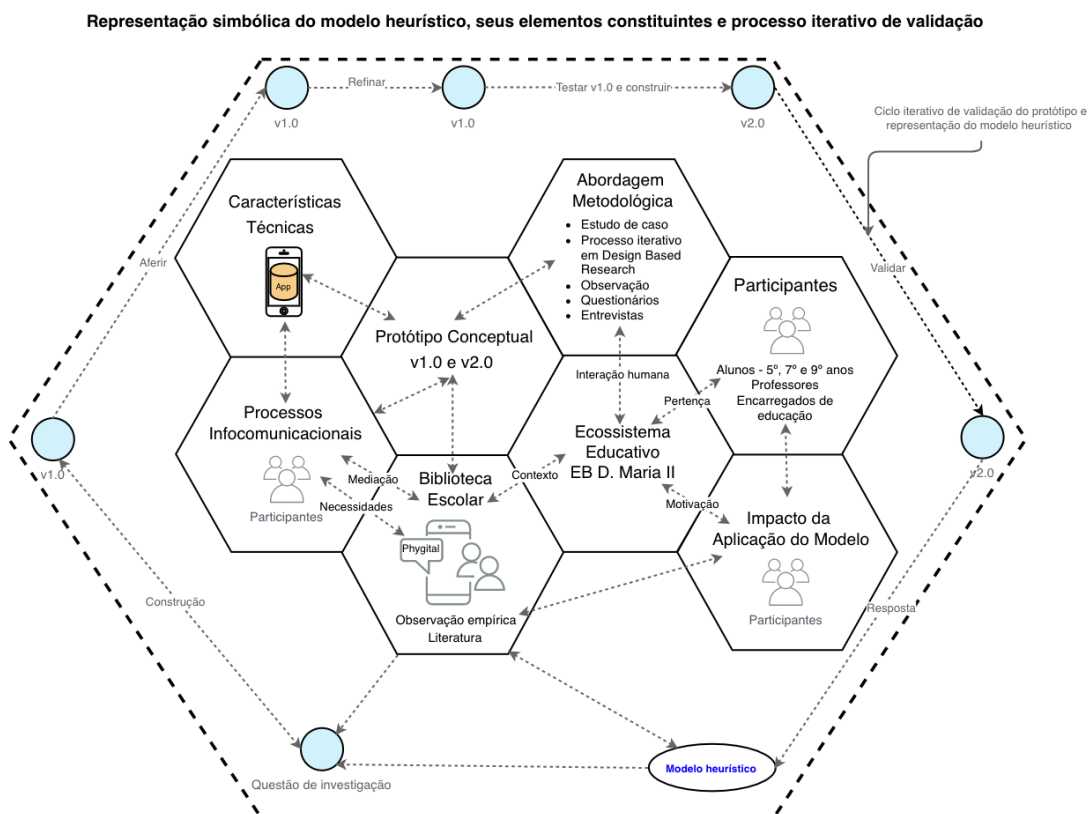 Representação simbólica do modelo heurístico, seus elementos constituintes e processo iterativo de validação
Refinar
Testar v1.0 e construir
v1.0
v1.0
v2.0
Ciclo iterativo de validação do protótipo e
representação do modelo heurístico
Aferir
Validar
Características
Técnicas
App
Abordagem
Metodológica
• Estudo de caso
• Processo iterativo
em Design Based
Research
• Observação
• Questionários
• Entrevistas
Participantes
Alunos - 5º, 7º e 9º anos
Professores
Encarregados de
educação
Protótipo Conceptual
v1.0 e v2.0
Interação humana
Pertença
Processos
Infocomunicacionais
Participantes
Ecossistema
Educativo
EB D. Maria II
Mediação
Necessidades
Contexto
Motivação
Biblioteca
Escolar
Phygital
Observação empírica
Literatura
Impacto da
Aplicação do Modelo
Participantes
v1.0
v2.0
Construção
Resposta
Questão de investigação
Modelo heurístico